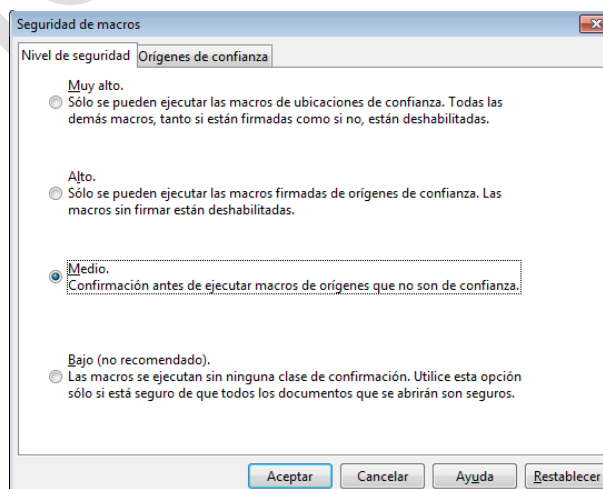 Seguridad de macros
Nivel de seguridad Orígenes de confianza
Muy alto.
Sólo se pueden ejecutar las macros de ubicaciones de confianza. Todas las
demás macros, tanto si están firmadas como si no, están deshabilitadas.
Alto.
Sólo se pueden ejecutar las macros firmadas de orígenes de confianza. Las
macros sin firmar están deshabilitadas.
Medio.
Confirmación antes de ejecutar macros de orígenes que no son de confianza.
Bajo (no recomendado).
Las macros se ejecutan sin ninguna clase de confirmación. Utilice esta opción
sólo si está seguro de que todos los documentos que se abrirán son seguros.
Aceptar Cancelar Ayuda Restablecer